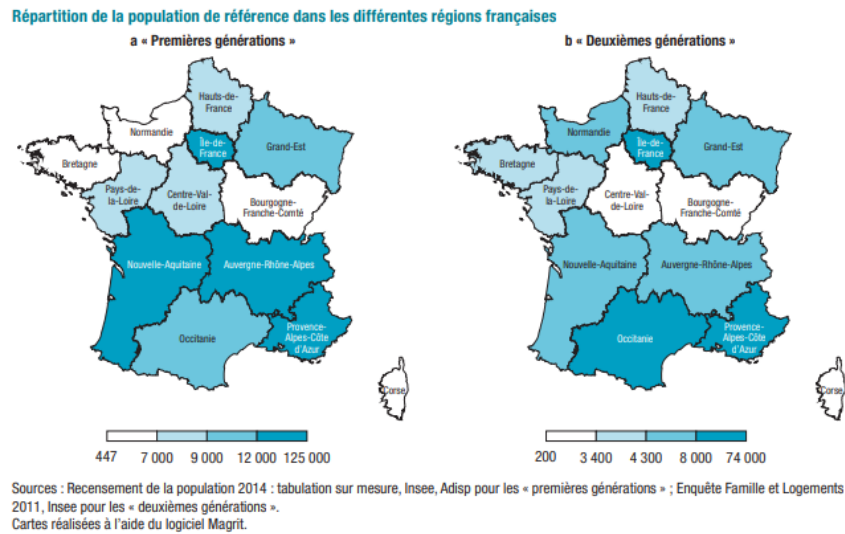 Répartition de la population de référence dans les différentes régions françaises
a « Premières générations »
b « Deuxièmes générations »
Hauts-de-
France
Normandie
Île-de-
France
Grand-Est
Bretagne
Pays-de-
la-Loire
Centre-Val-
de-Loire
Bourgogne-
Franche-Comté
Nouvelle-Aquitaine
Auvergne-Rhône-Alpes
Occitanie
Provence-
Alpes-Côte
d'Azur
Corse
447 7 000 9 000 12 000 125 000
Hauts-de-
France
Normandie
Île-de-
France
Grand-Est
Bretagne
Pays-de-
la-Loire
Centre-Val-
de-Loire
Bourgogne-
Franche-Comté
Nouvelle-Aquitaine
Auvergne-Rhône-Alpes
Occitanie
Provence-
Alpes-Côte
d'Azur
Corse
200 3 400 4 300 8 000 74 000
Sources : Recensement de la population 2014 : tabulation sur mesure, Insee, Adisp pour les « premières générations » ; Enquête Famille et Logements
2011, Insee pour les « deuxièmes générations ».
Cartes réalisées à l'aide du logiciel Magrit.